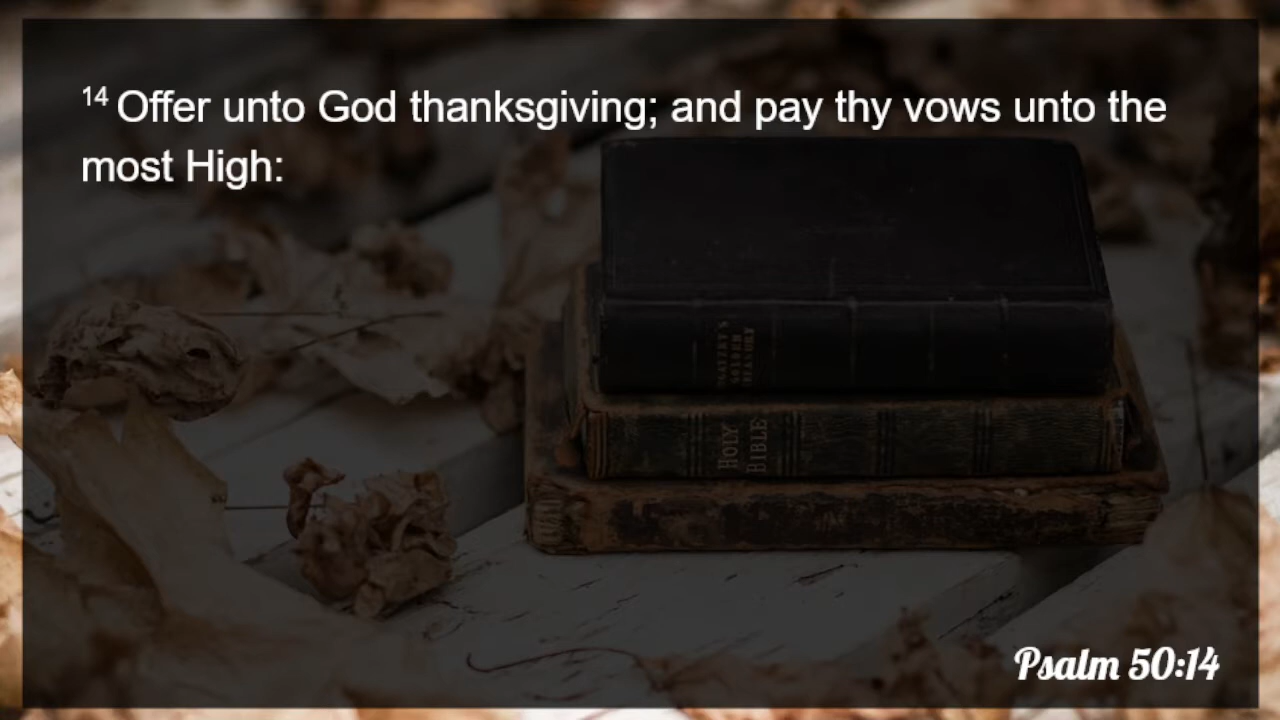 14 Offer unto God thanksgiving; and pay thy vows unto the
most High:
HOLY
BIBLE
Psalm 50:14